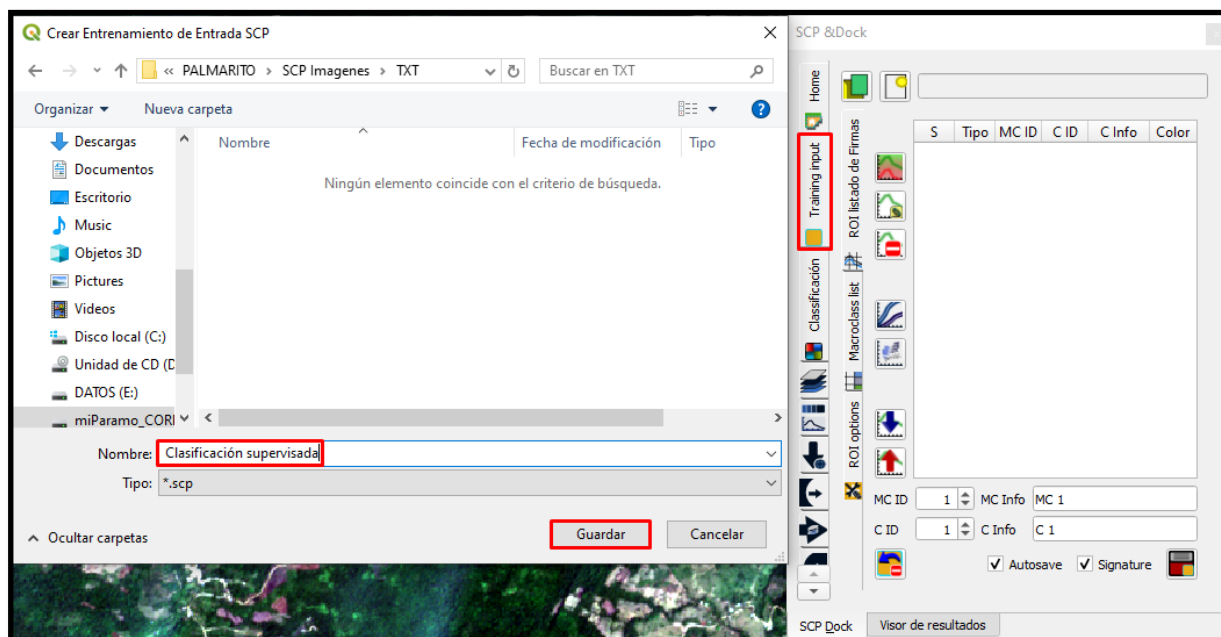 Crear Entrenamiento de Entrada SCP
« PALMARITO > SCP Imagenes > TXT
Buscar en TXT
Organizar
Nueva carpeta
Nombre
Fecha de modificación
Tipo
Ningún elemento coincide con el criterio de búsqueda.
Descargas
Documentos
Escritorio
Music
Objetos 3D
Pictures
Videos
Disco local (C:)
Unidad de CD (D
DATOS (E:)
miParamo_CORI
Nombre: Clasificación supervisada
Tipo: *.scp
Ocultar carpetas
Guardar
Cancelar
SCP &Dock
Home
Training input
Classificación
ROI listado de Firmas
Macroclass list
ROI options
S Tipo MC ID C ID C Info Color
MC ID 1 MC Info MC 1
C ID 1 C Info C 1
Autosave Signature
SCP Dock
Visor de resultados